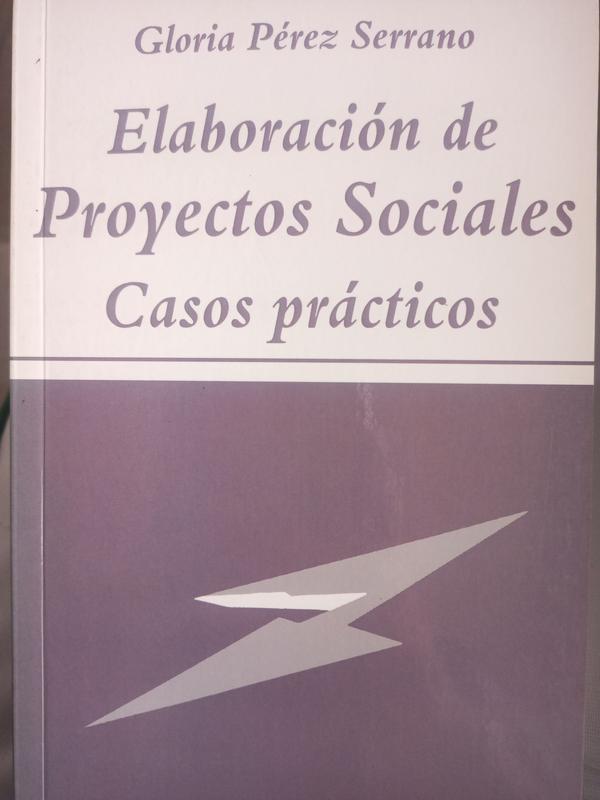 Gloria Pérez Serrano
Elaboración de
Proyectos Sociales
Casos prácticos